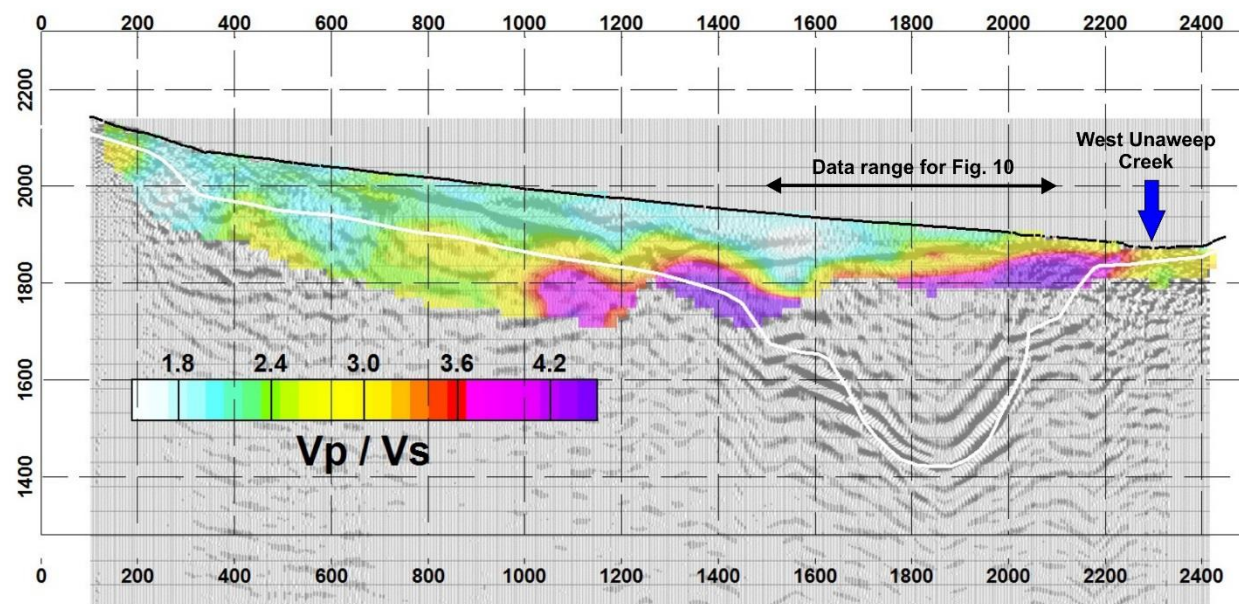 0 200 400 600 800 1000 1200 1400 1600 1800 2000 2200 2400
2200
2000
1800
1600
1400
West Unaweep
Creek
Data range for Fig. 10
1.8 2.4 3.0 3.6 4.2
Vp / Vs
0 200 400 600 800 1000 1200 1400 1600 1800 2000 2200 2400